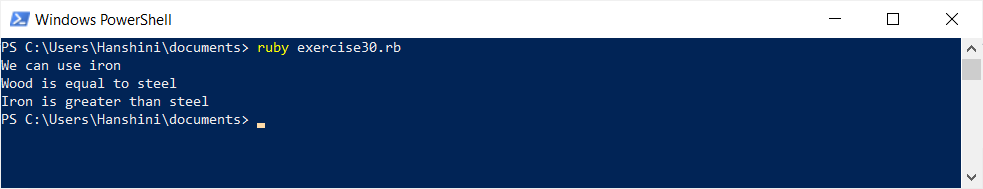 Windows PowerShell
PS C:\Users\Hanshini\documents> ruby exercise30.rb
We can use iron
Wood is equal to steel
Iron is greater than steel
PS C:\Users\Hanshini\documents>